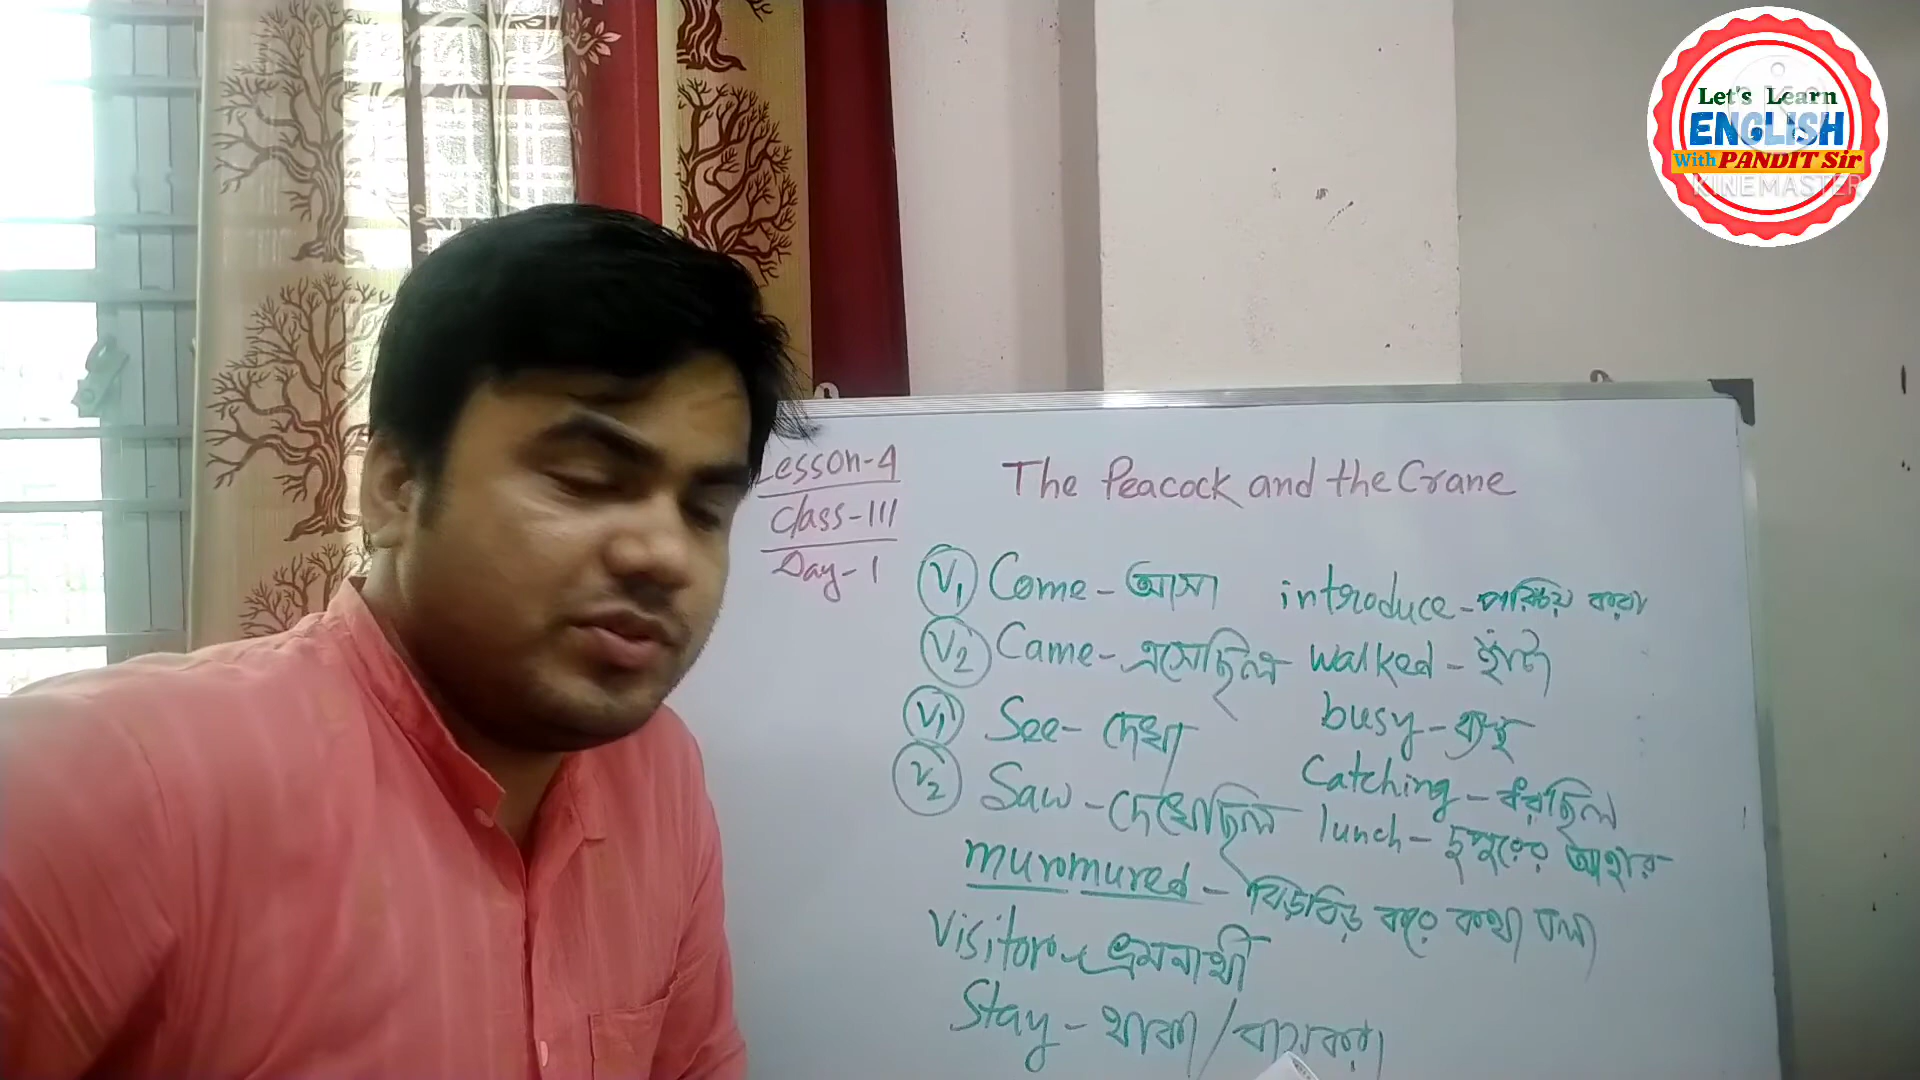 Let's Learn
ENGLISH
With PANDIT Sir
KINEMASTER
Lesson-4
Class-III
Day-1
The Peacock and the Crane
V1 Come - আসা
V2 Came - এসেছিল
V1 See - দেখা
V2 Saw - দেখেছিল
murmured - বিড়বিড় করে কথা বলা
Visitor - ভ্রমনার্থী
Stay - থাকা / বাস করা
introduce - পরিচয় করা
walked - হাঁটা
busy - ব্যস্ত
Catching - ধরছিল
lunch - দুপুরের আহার